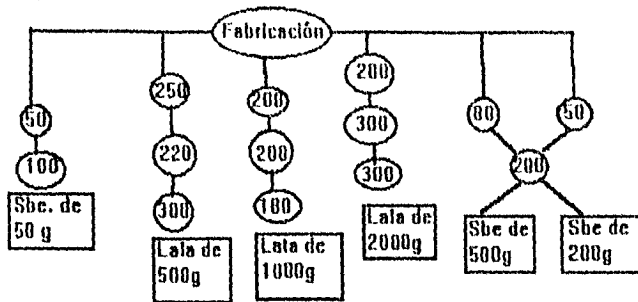 Fabricación
50
100
Sbe. de
50 g
250
220
300
Lata de
500g
200
200
180
Lata de
1000g
200
300
300
Lata de
2000g
80
50
200
Sbe de
500g
Sbe de
200g